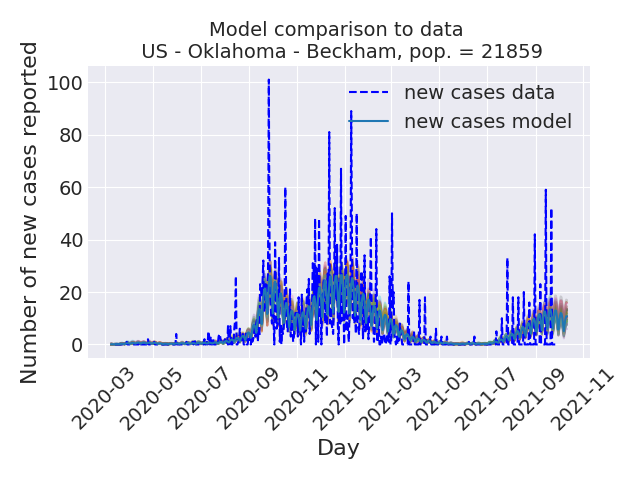 Model comparison to data
US - Oklahoma - Beckham, pop. = 21859
new cases data
new cases model
Number of new cases reported
100
80
60
40
20
0
2020-03
2020-05
2020-07
2020-09
2020-11
2021-01
2021-03
2021-05
2021-07
2021-09
2021-11
Day